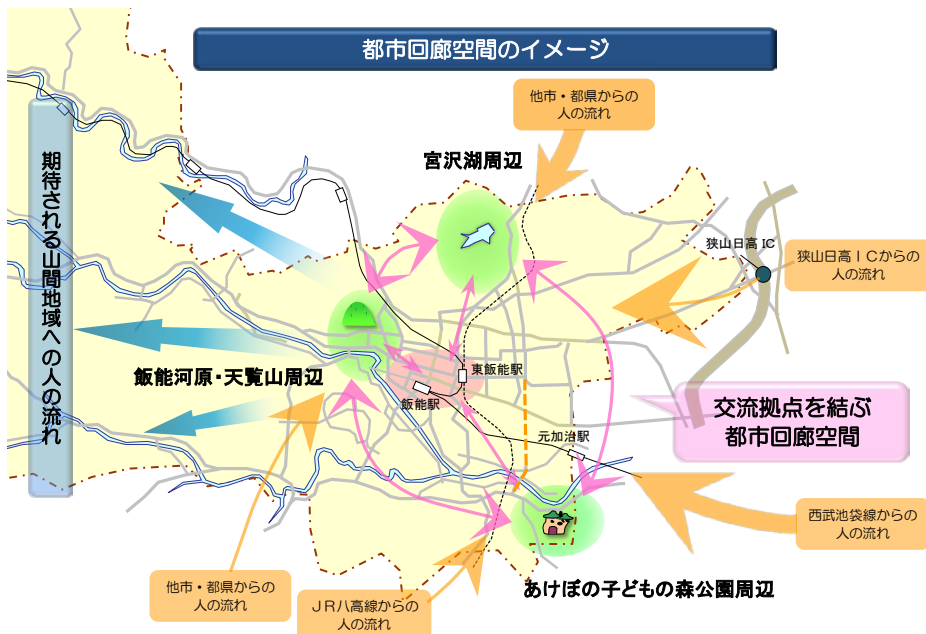 都市回廊空間のイメージ
他市・都県からの
人の流れ
宮沢湖周辺
期待される山間地域への人の流れ
狭山日高IC
狭山日高ICからの
人の流れ
飯能河原・天覧山周辺
東飯能駅
飯能駅
元加治駅
交流拠点を結ぶ
都市回廊空間
西武池袋線からの
人の流れ
あけぼの子どもの森公園周辺
他市・都県からの
人の流れ
JR八高線からの
人の流れ